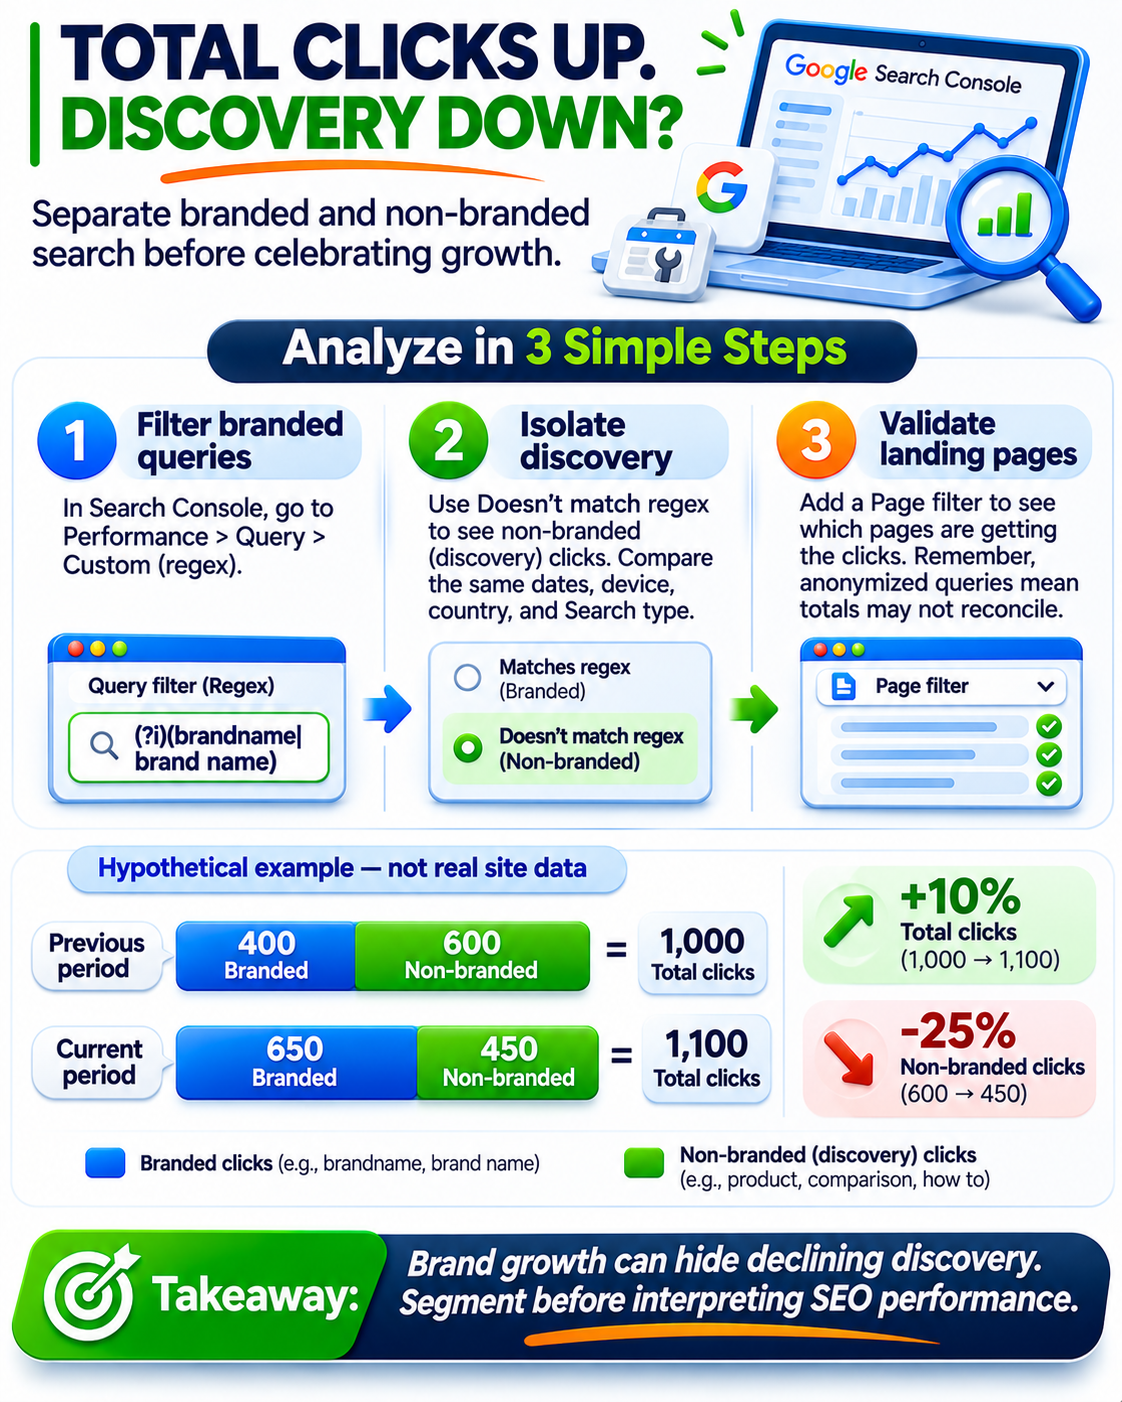 TOTAL CLICKS UP.
DISCOVERY DOWN?
Separate branded and non-branded
search before celebrating growth.
Google Search Console
G
Analyze in 3 Simple Steps
1
Filter branded
queries
In Search Console, go to
Performance > Query >
Custom (regex).
Query filter (Regex)
(?i)(brandname|
brand name)
2
Isolate
discovery
Use Doesn't match regex
to see non-branded
(discovery) clicks. Compare
the same dates, device,
country, and Search type.
Matches regex
(Branded)
Doesn't match regex
(Non-branded)
3
Validate
landing pages
Add a Page filter to see
which pages are getting
the clicks. Remember,
anonymized queries mean
totals may not reconcile.
Page filter
Hypothetical example — not real site data
Previous
period
400
Branded
600
Non-branded
=
1,000
Total clicks
Current
period
650
Branded
450
Non-branded
=
1,100
Total clicks
+10%
Total clicks
(1,000 → 1,100)
-25%
Non-branded clicks
(600 → 450)
Branded clicks (e.g., brandname, brand name)
Non-branded (discovery) clicks
(e.g., product, comparison, how to)
Takeaway:
Brand growth can hide declining discovery.
Segment before interpreting SEO performance.